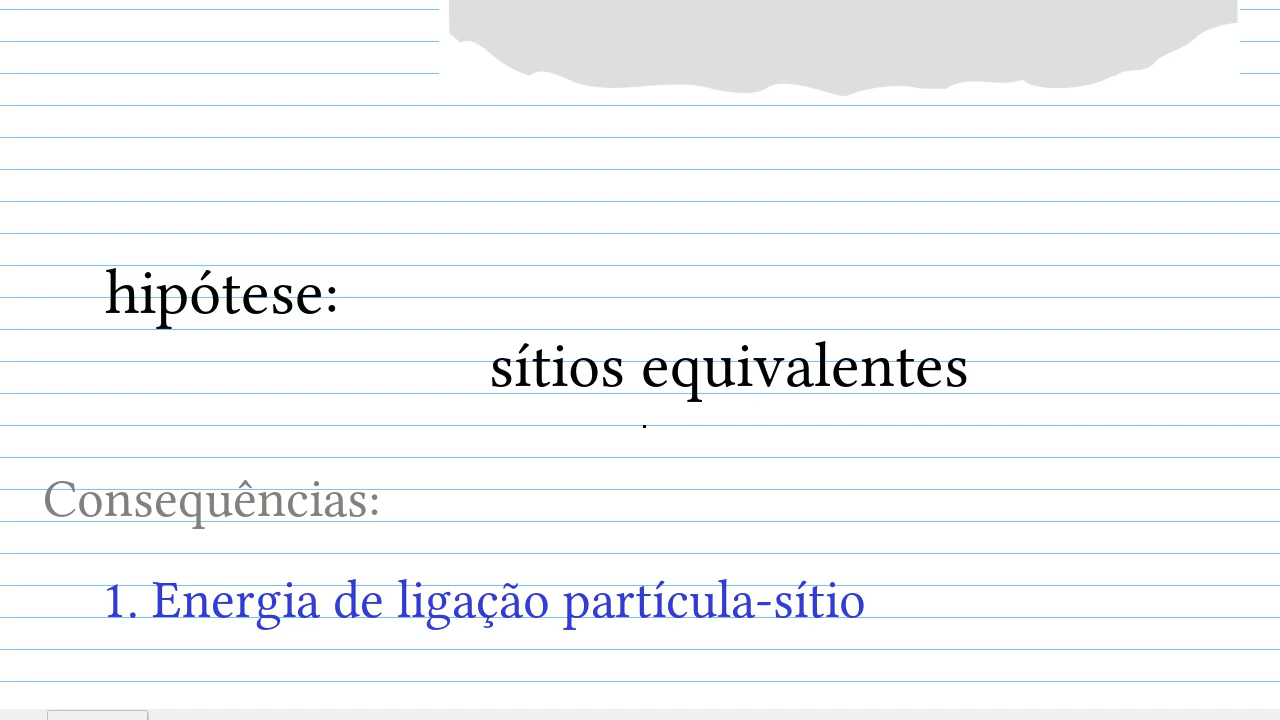 hipótese:
sítios equivalentes
Consequências:
1. Energia de ligação partícula-sítio